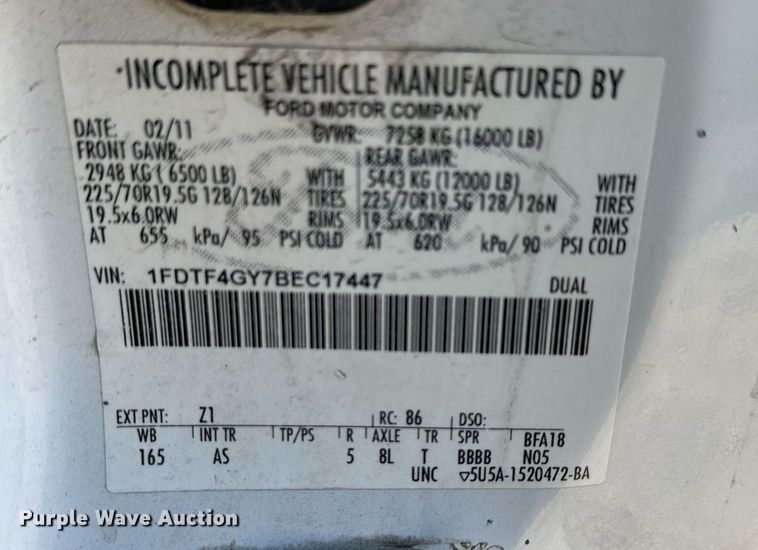 INCOMPLETE VEHICLE MANUFACTURED BY
FORD MOTOR COMPANY
DATE: 02/11 GVWR: 7258 KG (16000 LB)
FRONT GAWR: REAR GAWR:
2948 KG (6500 LB) WITH 5443 KG (12000 LB) WITH
225/70R19.5G 128/126N TIRES 225/70R19.5G 128/126N TIRES
19.5x6.0RW RIMS 19.5x6.0RW RIMS
AT 655 kPa/ 95 PSI COLD AT 620 kPa/ 90 PSI COLD
VIN: 1FDTF4GY7BEC17447 DUAL
EXT PNT: Z1 RC: 86 DSO:
WB INT TR TP/PS R AXLE TR SPR BFA18
165 AS 5 8L T BBBB N05
UNC ▽5U5A-1520472-BA
Purple Wave Auction